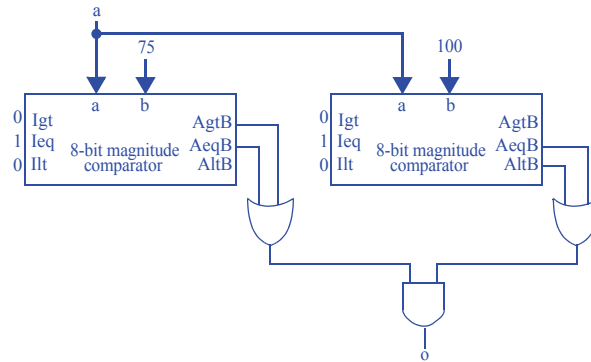 a
75
100
a b
a b
0 Igt AgtB
1 Ieq AeqB
0 Ilt AltB
8-bit magnitude
comparator
0 Igt AgtB
1 Ieq AeqB
0 Ilt AltB
8-bit magnitude
comparator
o